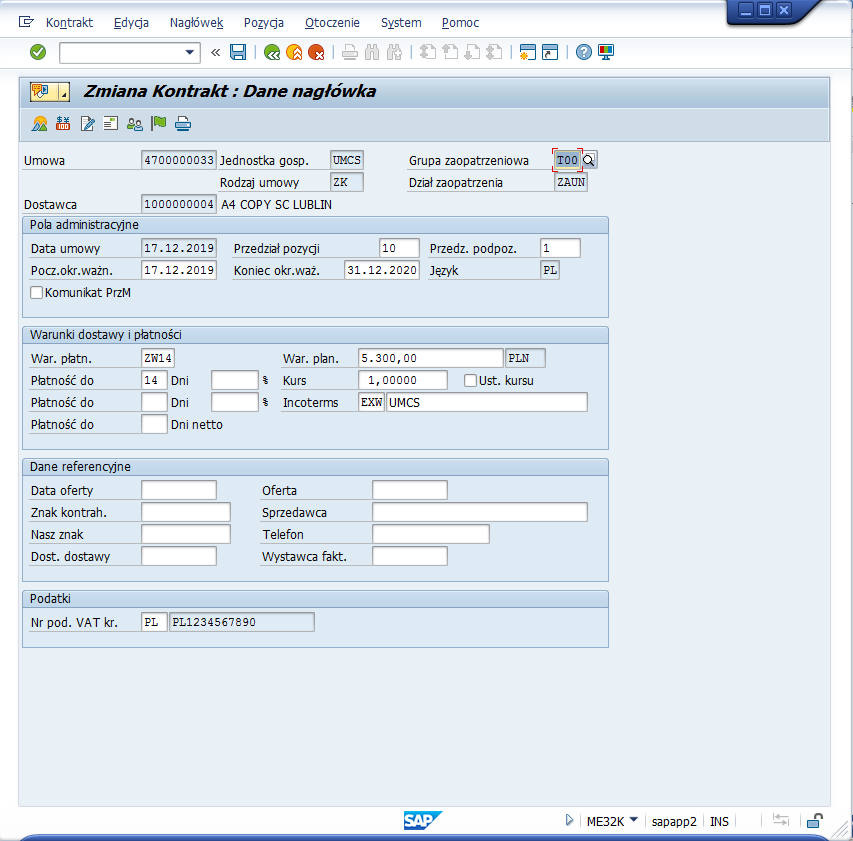 Kontrakt Edycja Nagłówek Pozycja Otoczenie System Pomoc
Zmiana Kontrakt : Dane nagłówka
Umowa 4700000033 Jednostka gosp. UMCS Grupa zaopatrzeniowa T00
Rodzaj umowy ZK Dział zaopatrzenia ZAUN
Dostawca 1000000004 A4 COPY SC LUBLIN
Pola administracyjne
Data umowy 17.12.2019 Przedział pozycji 10 Przedz. podpoz. 1
Pocz.okr.ważn. 17.12.2019 Koniec okr.waż. 31.12.2020 Język PL
Komunikat PrzM
Warunki dostawy i płatności
War. płatn. ZW14 War. plan. 5.300,00 PLN
Płatność do 14 Dni % Kurs 1,00000 Ust. kursu
Płatność do Dni % Incoterms EXW UMCS
Płatność do Dni netto
Dane referencyjne
Data oferty Oferta
Znak kontrah. Sprzedawca
Nasz znak Telefon
Dost. dostawy Wystawca fakt.
Podatki
Nr pod. VAT kr. PL PL1234567890
SAP ME32K sapapp2 INS